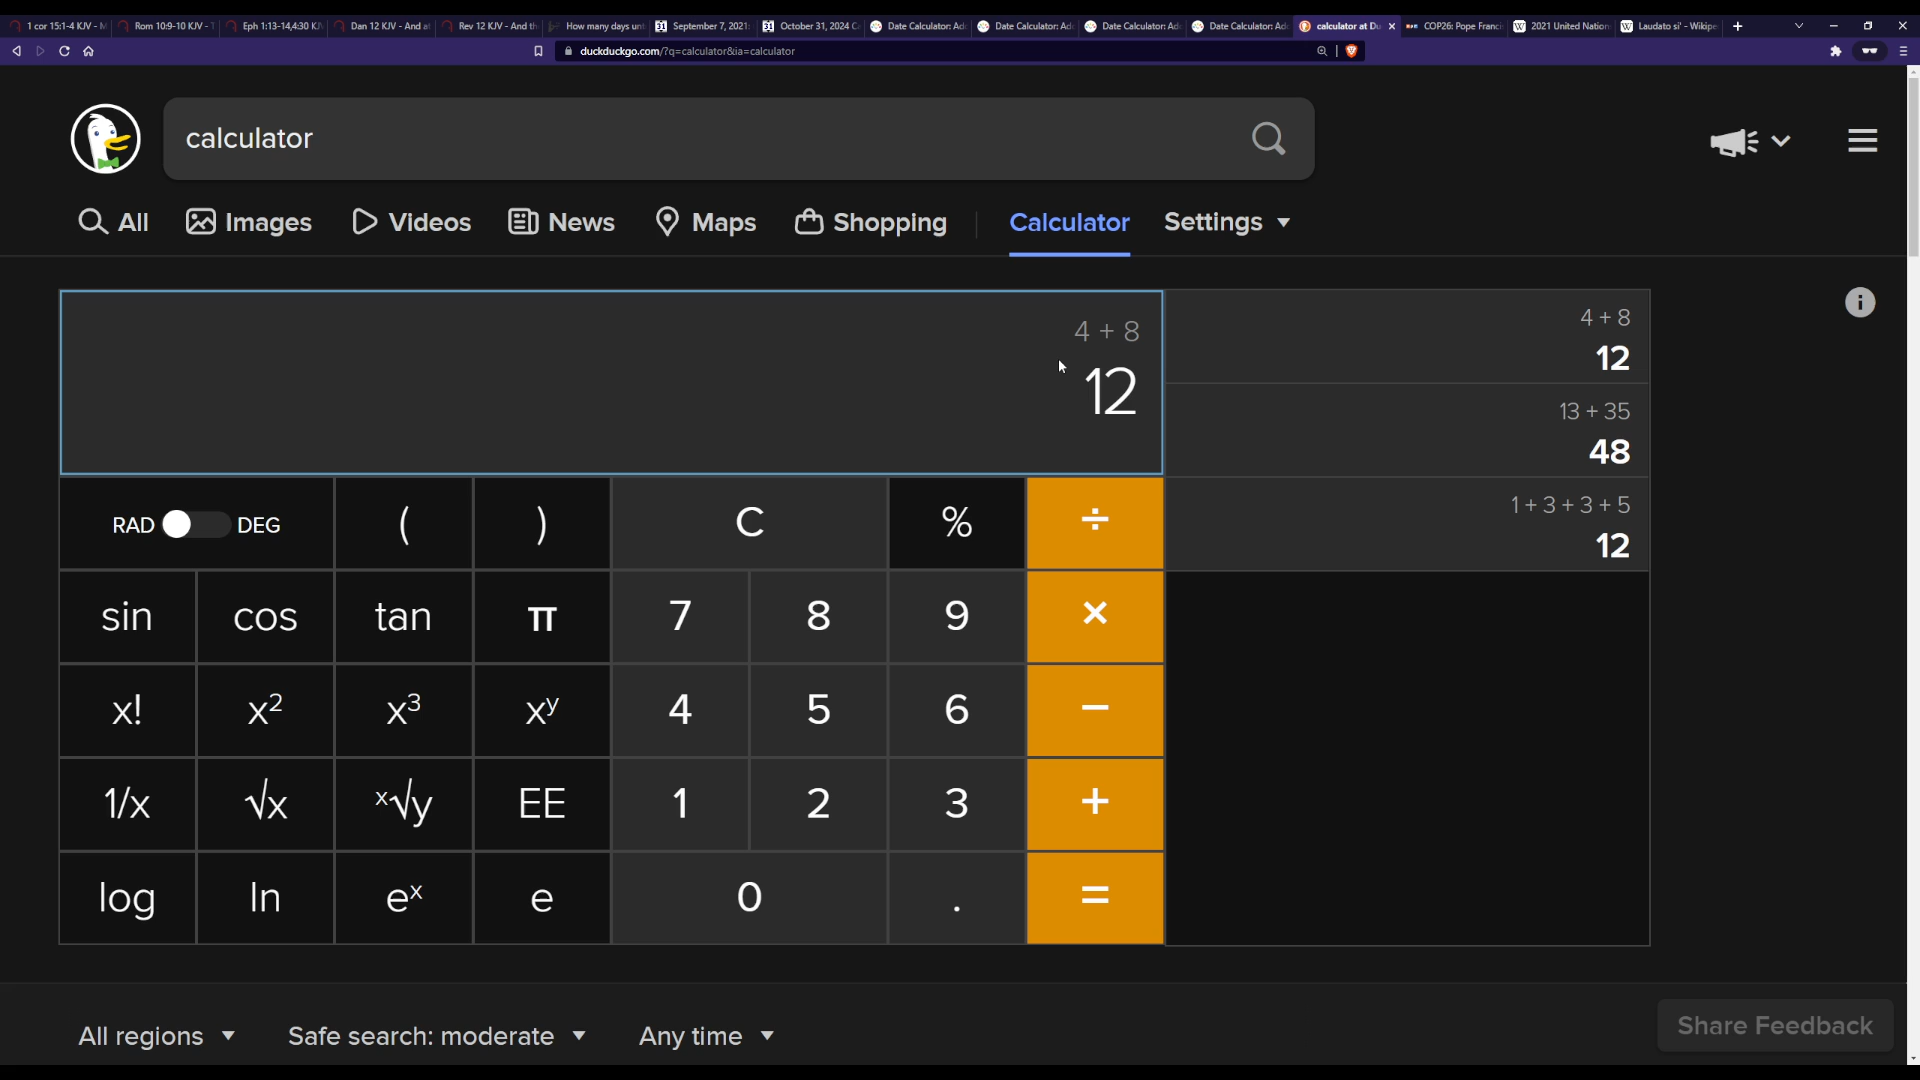 1 cor 15:1-4 KJV - M
Rom 10:9-10 KJV - T
Eph 1:13-14,4:30 KJV
Dan 12 KJV - And at
Rev 12 KJV - And th
How many days unt
September 7, 2021:
October 31, 2024 C
Date Calculator: Ad
Date Calculator: Ad
Date Calculator: Ad
Date Calculator: Ad
calculator at Du
COP26: Pope Franci
2021 United Nation
Laudato si' - Wikipe
duckduckgo.com/?q=calculator&ia=calculator
calculator
All Images Videos News Maps Shopping Calculator Settings
4 + 8
12
4 + 8
12
13 + 35
48
1 + 3 + 3 + 5
12
RAD DEG ( ) C % ÷
sin cos tan π 7 8 9 ×
x! x² x³ xʸ 4 5 6 −
1/x √x ˣ√y EE 1 2 3 +
log ln eˣ e 0 . =
All regions Safe search: moderate Any time
Share Feedback